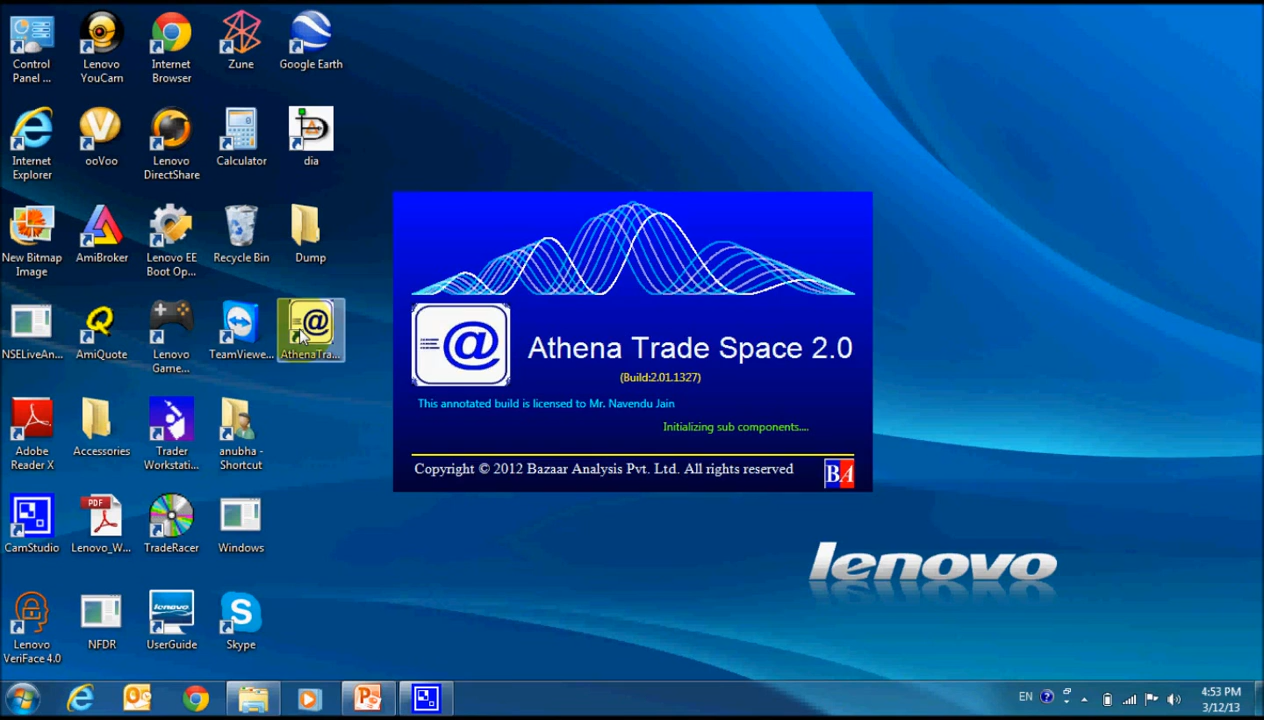 Control
Panel ...
Lenovo
YouCam
Internet
Browser
Zune
Google Earth
Internet
Explorer
ooVoo
Lenovo
DirectShare
Calculator
dia
New Bitmap
Image
AmiBroker
Lenovo EE
Boot Op...
Recycle Bin
Dump
NSELiveAn...
AmiQuote
Lenovo
Game...
TeamViewe...
AthenaTra...
Adobe
Reader X
Accessories
Trader
Workstati...
anubha -
Shortcut
CamStudio
PDF
Lenovo_W...
TradeRacer
Windows
Lenovo
VeriFace 4.0
NFDR
lenovo
UserGuide
Skype
Athena Trade Space 2.0
(Build:2.01.1327)
This annotated build is licensed to Mr. Navendu Jain
Initializing sub components....
Copyright © 2012 Bazaar Analysis Pvt. Ltd. All rights reserved
BA
lenovo
EN
4:53 PM
3/12/13